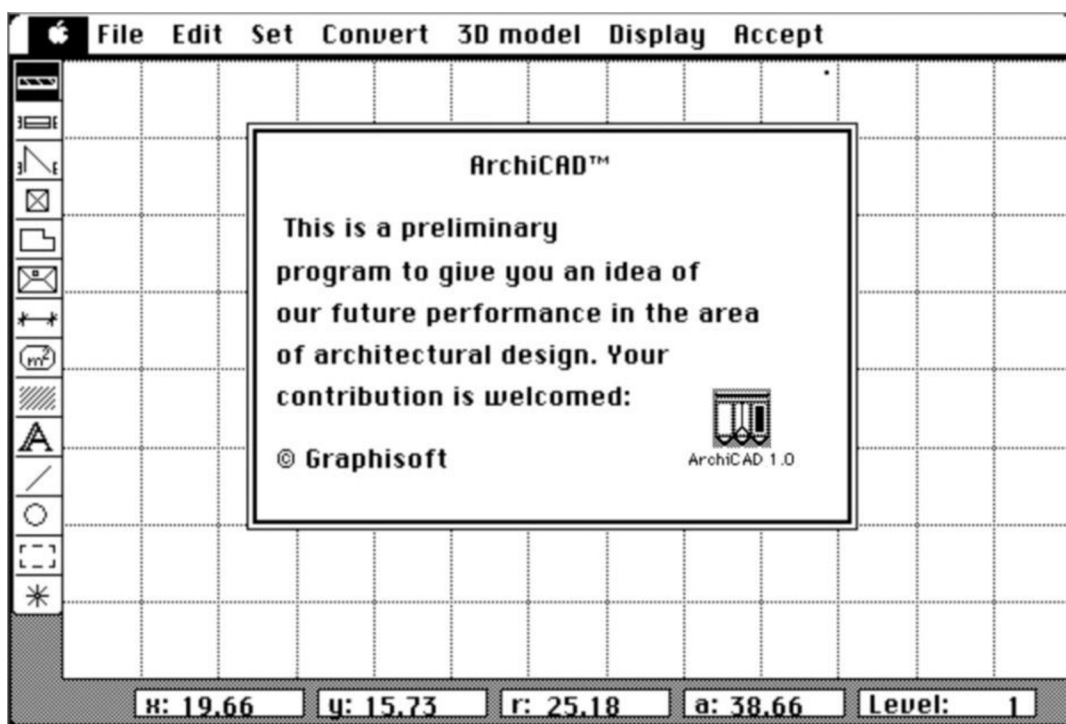 File Edit Set Convert 3D model Display Accept
ArchiCAD™
This is a preliminary
program to give you an idea of
our future performance in the area
of architectural design. Your
contribution is welcomed:
© Graphisoft
ArchiCAD 1.0
m²
A
x: 19.66 y: 15.73 r: 25.18 a: 38.66 Level: 1